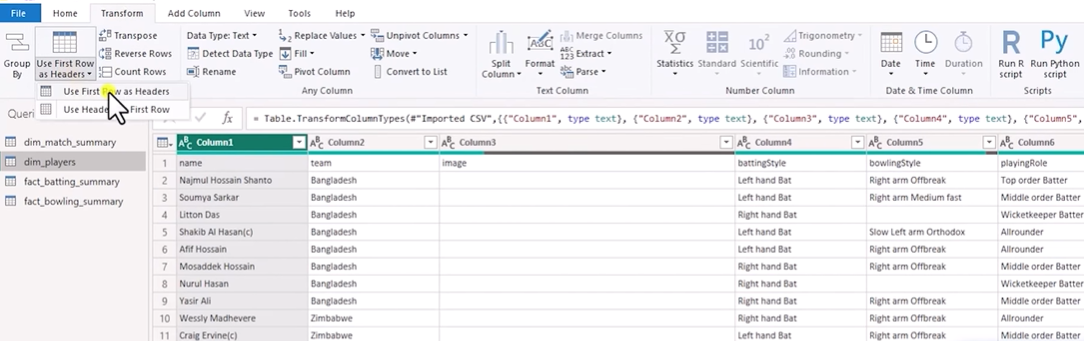 File Transform Add Column View Tools Help
Group By
Use First Row as Headers
Transpose
Reverse Rows
Count Rows
Data Type: Text
Detect Data Type
Rename
Replace Values
Fill
Pivot Column
Unpivot Columns
Move
Convert to List
Any Column
Split Column
Format
Merge Columns
Extract
Parse
Text Column
Statistics
Standard
Scientific
Trigonometry
Rounding
Information
Number Column
Date
Time
Duration
Date & Time Column
Run R script
Run Python script
Scripts
Use First Row as Headers
First Row
dim_match_summary
dim_players
fact_batting_summary
fact_bowling_summary
fx = Table.TransformColumnTypes(#"Imported CSV",{{"Column1", type text}, {"Column2", type text}, {"Column3", type text}, {"Column4", type text}, {"Column5",
Column1 Column2 Column3 Column4 Column5 Column6
1 name team image battingStyle bowlingStyle playingRole
2 Najmul Hossain Shanto Bangladesh Left hand Bat Right arm Offbreak Top order Batter
3 Soumya Sarkar Bangladesh Left hand Bat Right arm Medium fast Middle order Batter
4 Litton Das Bangladesh Right hand Bat Wicketkeeper Batter
5 Shakib Al Hasan(c) Bangladesh Left hand Bat Slow Left arm Orthodox Allrounder
6 Afif Hossain Bangladesh Left hand Bat Right arm Offbreak Allrounder
7 Mosaddek Hossain Bangladesh Right hand Bat Right arm Offbreak Middle order Batter
8 Nurul Hasan Bangladesh Right hand Bat Wicketkeeper Batter
9 Yasir Ali Bangladesh Right hand Bat Right arm Offbreak Middle order Batter
10 Wessly Madhevere Zimbabwe Right hand Bat Right arm Offbreak Allrounder
11 Craig Ervine(c) Zimbabwe Left hand Bat Right arm Offbreak Middle order Batter